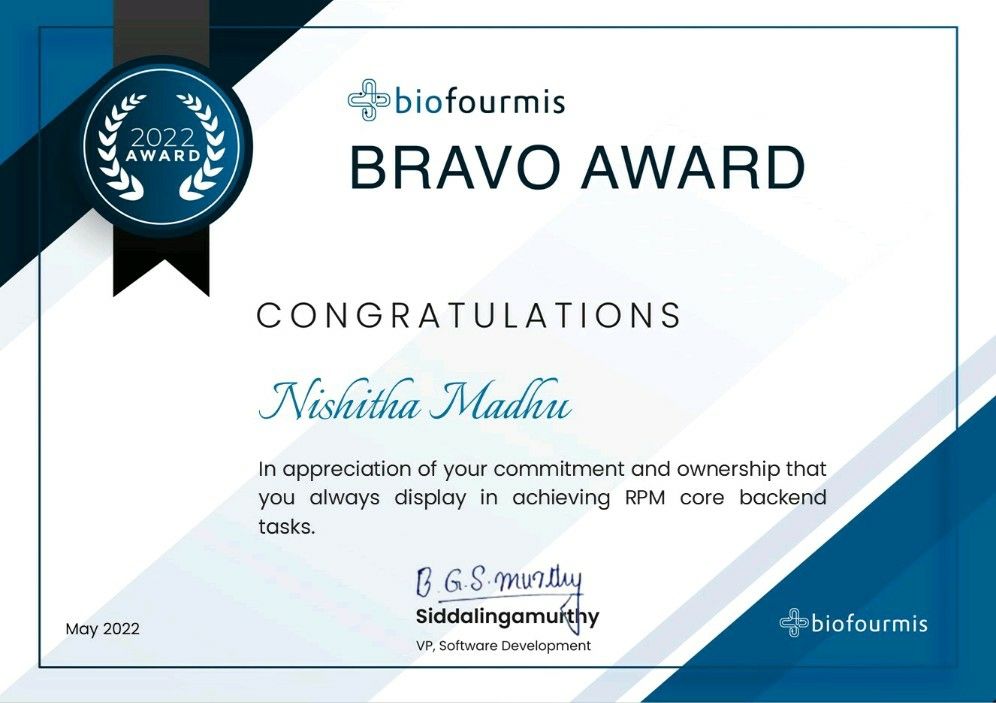 2022
AWARD
biofourmis
BRAVO AWARD
CONGRATULATIONS
Nishitha Madhu
In appreciation of your commitment and ownership that
you always display in achieving RPM core backend
tasks.
B.G.S.murthy
Siddalingamurthy
VP, Software Development
May 2022
biofourmis